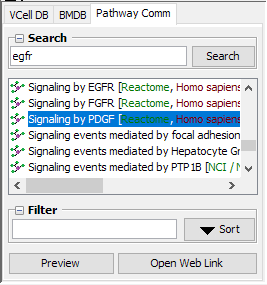 VCell DB BMDB Pathway Comm
Search
egfr Search
Signaling by EGFR [Reactome, Homo sapiens
Signaling by FGFR [Reactome, Homo sapiens
Signaling by PDGF [Reactome, Homo sapiens
Signaling events mediated by focal adhesion
Signaling events mediated by Hepatocyte Gr
Signaling events mediated by PTP1B [NCI / N
Filter
Sort
Preview Open Web Link